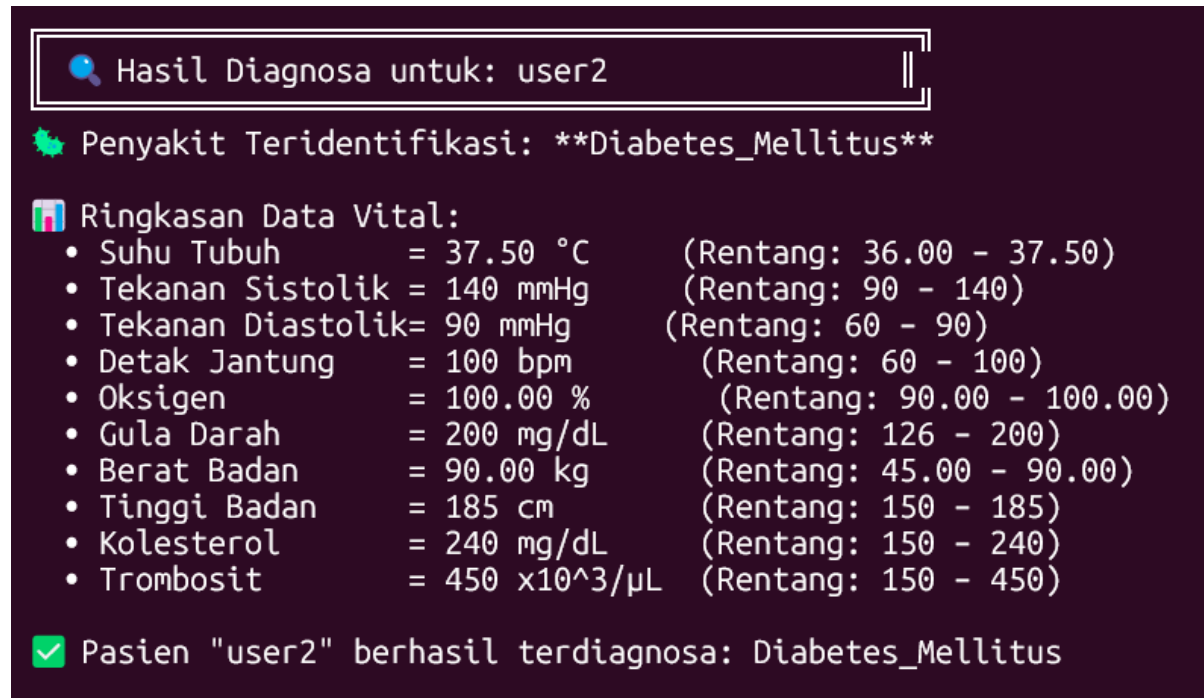 🔍 Hasil Diagnosa untuk: user2
🦠 Penyakit Teridentifikasi: **Diabetes_Mellitus**
📊 Ringkasan Data Vital:
• Suhu Tubuh = 37.50 °C (Rentang: 36.00 – 37.50)
• Tekanan Sistolik = 140 mmHg (Rentang: 90 – 140)
• Tekanan Diastolik= 90 mmHg (Rentang: 60 – 90)
• Detak Jantung = 100 bpm (Rentang: 60 – 100)
• Oksigen = 100.00 % (Rentang: 90.00 – 100.00)
• Gula Darah = 200 mg/dL (Rentang: 126 – 200)
• Berat Badan = 90.00 kg (Rentang: 45.00 – 90.00)
• Tinggi Badan = 185 cm (Rentang: 150 – 185)
• Kolesterol = 240 mg/dL (Rentang: 150 – 240)
• Trombosit = 450 x10^3/µL (Rentang: 150 – 450)
✅ Pasien "user2" berhasil terdiagnosa: Diabetes_Mellitus